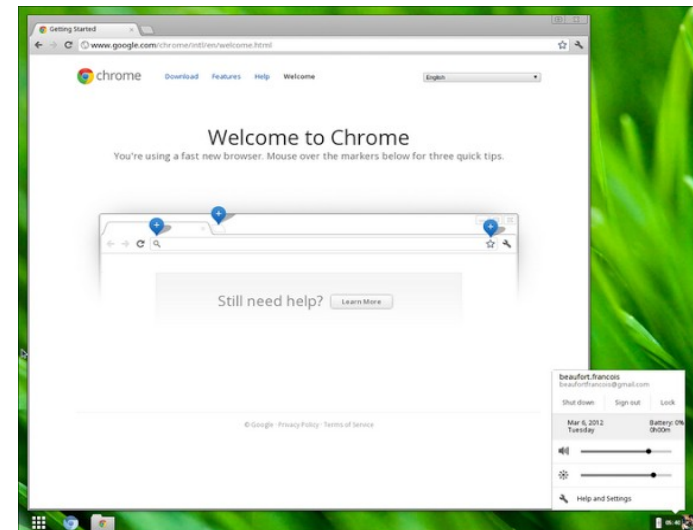 Getting Started
www.google.com/chrome/intl/en/welcome.html
chrome Download Features Help Welcome English
Welcome to Chrome
You're using a fast new browser. Mouse over the markers below for three quick tips.
Still need help? Learn More
© Google · Privacy Policy · Terms of Service
beaufort.francois
beaufortfrancois@gmail.com
Shut down Sign out Lock
Mar 6, 2012 Battery: 0%
Tuesday 0h00m
Help and Settings